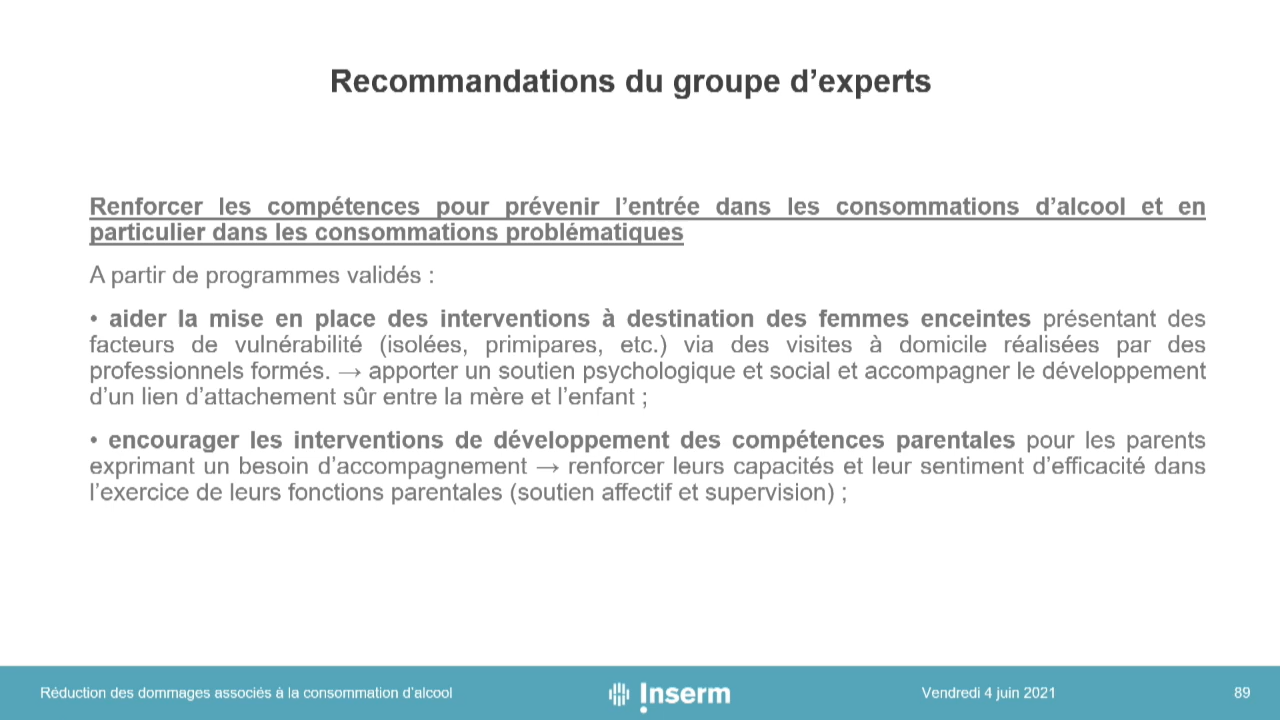 Recommandations du groupe d’experts
Renforcer les compétences pour prévenir l’entrée dans les consommations d’alcool et en
particulier dans les consommations problématiques
A partir de programmes validés :
• aider la mise en place des interventions à destination des femmes enceintes présentant des
facteurs de vulnérabilité (isolées, primipares, etc.) via des visites à domicile réalisées par des
professionnels formés. → apporter un soutien psychologique et social et accompagner le développement
d’un lien d’attachement sûr entre la mère et l’enfant ;
• encourager les interventions de développement des compétences parentales pour les parents
exprimant un besoin d’accompagnement → renforcer leurs capacités et leur sentiment d’efficacité dans
l’exercice de leurs fonctions parentales (soutien affectif et supervision) ;
Réduction des dommages associés à la consommation d’alcool
Inserm
Vendredi 4 juin 2021
89